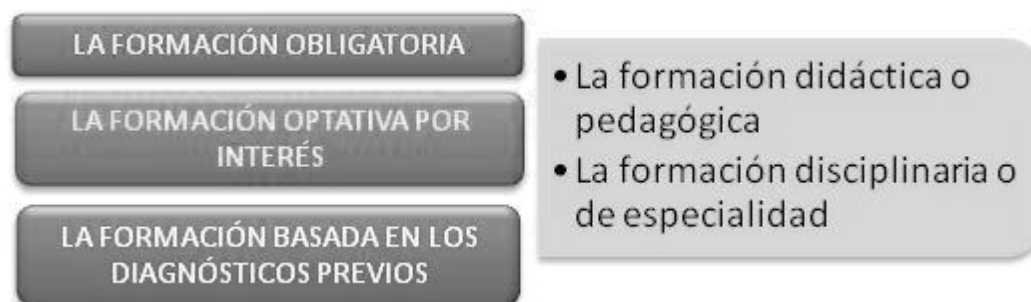 LA FORMACIÓN OBLIGATORIA
LA FORMACIÓN OPTATIVA POR
INTERÉS
LA FORMACIÓN BASADA EN LOS
DIAGNÓSTICOS PREVIOS
• La formación didáctica o
pedagógica
• La formación disciplinaria o
de especialidad